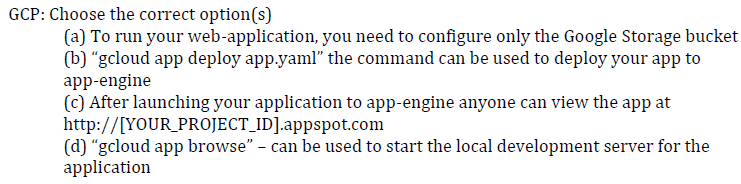 GCP: Choose the correct option(s)
(a) To run your web-application, you need to configure only the Google Storage bucket
(b) “gcloud app deploy app.yaml” the command can be used to deploy your app to
app-engine
(c) After launching your application to app-engine anyone can view the app at
http://[YOUR_PROJECT_ID].appspot.com
(d) “gcloud app browse” – can be used to start the local development server for the
application